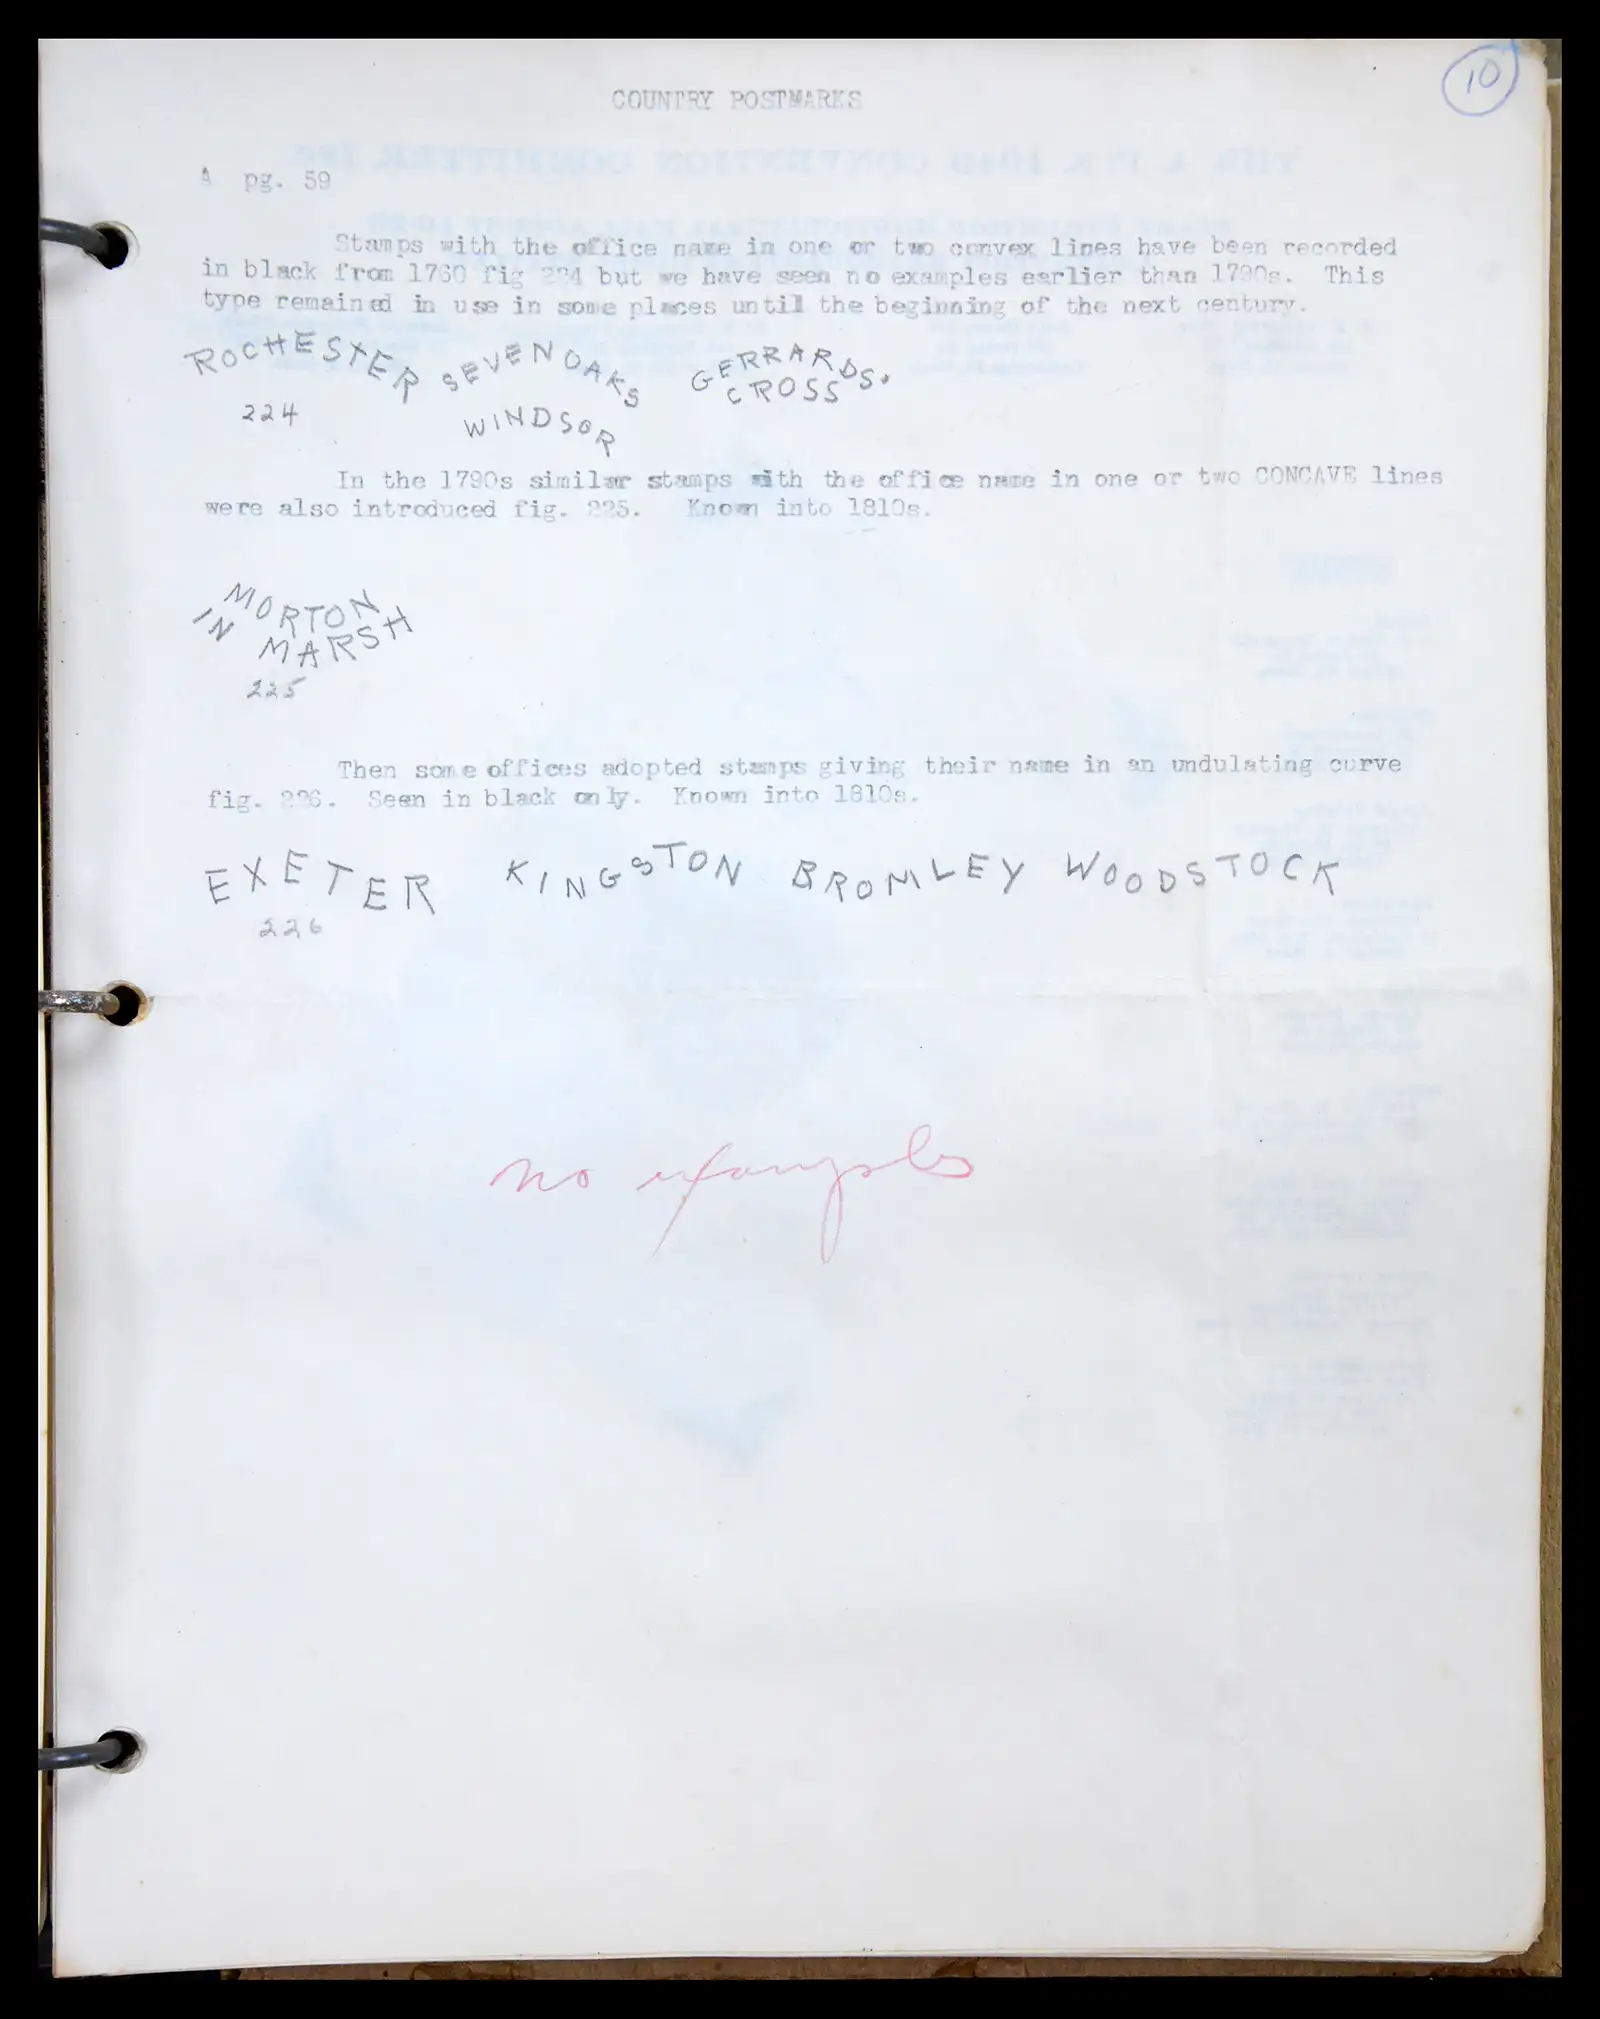 10
COUNTRY POSTMARKS
A pg. 59
Stamps with the office name in one or two convex lines have been recorded
in black from 1760 fig 224 but we have seen no examples earlier than 1790s. This
type remained in use in some places until the beginning of the next century.
ROCHESTER SEVENOAKS GERRARDS.
CROSS
224
WINDSOR
In the 1790s similar stamps with the office name in one or two CONCAVE lines
were also introduced fig. 225. Known into 1810s.
MORTON
IN MARSH
225
Then some offices adopted stamps giving their name in an undulating curve
fig. 226. Seen in black only. Known into 1810s.
EXETER KINGSTON BROMLEY WOODSTOCK
226
no examples